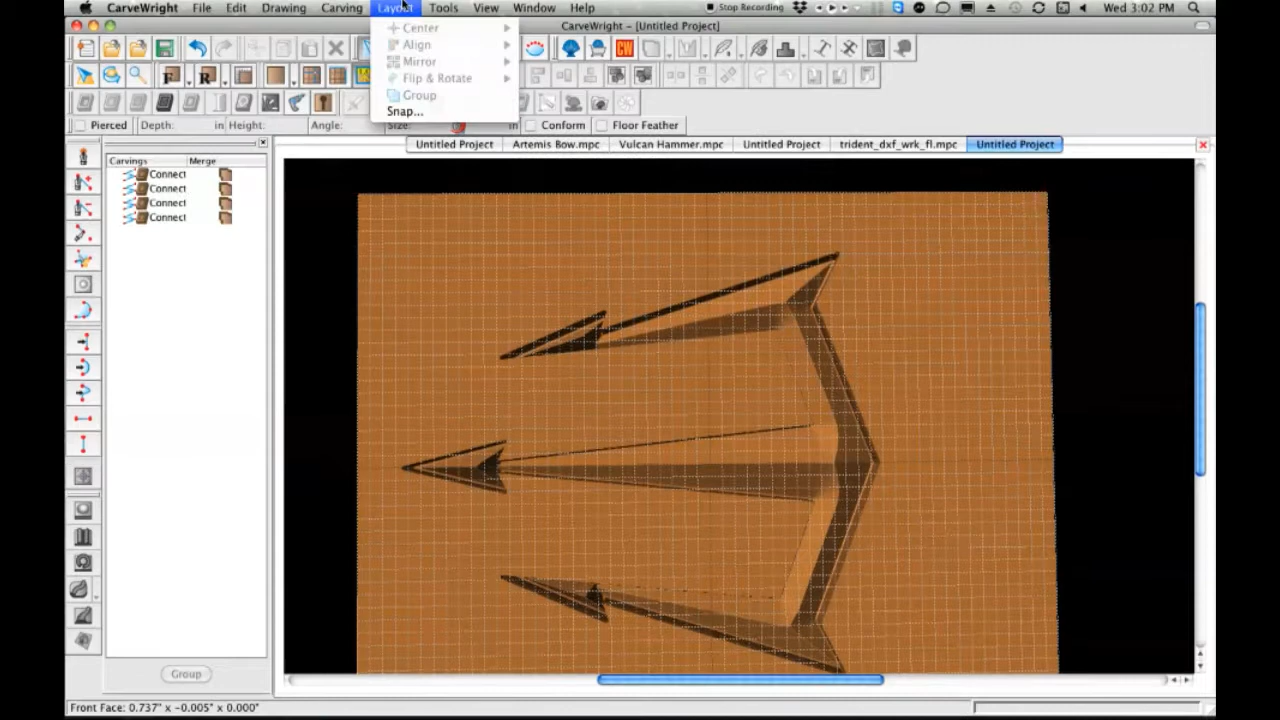 CarveWright File Edit Drawing Carving Layout Tools View Window Help Stop Recording Wed 3:02 PM
CarveWright - [Untitled Project]
Center
Align
Mirror
Flip & Rotate
Group
Snap...
F R CW
Pierced Depth: in Height: Angle: Size: in Conform Floor Feather
Untitled Project Artemis Bow.mpc Vulcan Hammer.mpc Untitled Project trident_dxf_wrk_fl.mpc Untitled Project
Carvings Merge
Connect
Connect
Connect
Connect
Group
Front Face: 0.737" x -0.005" x 0.000"